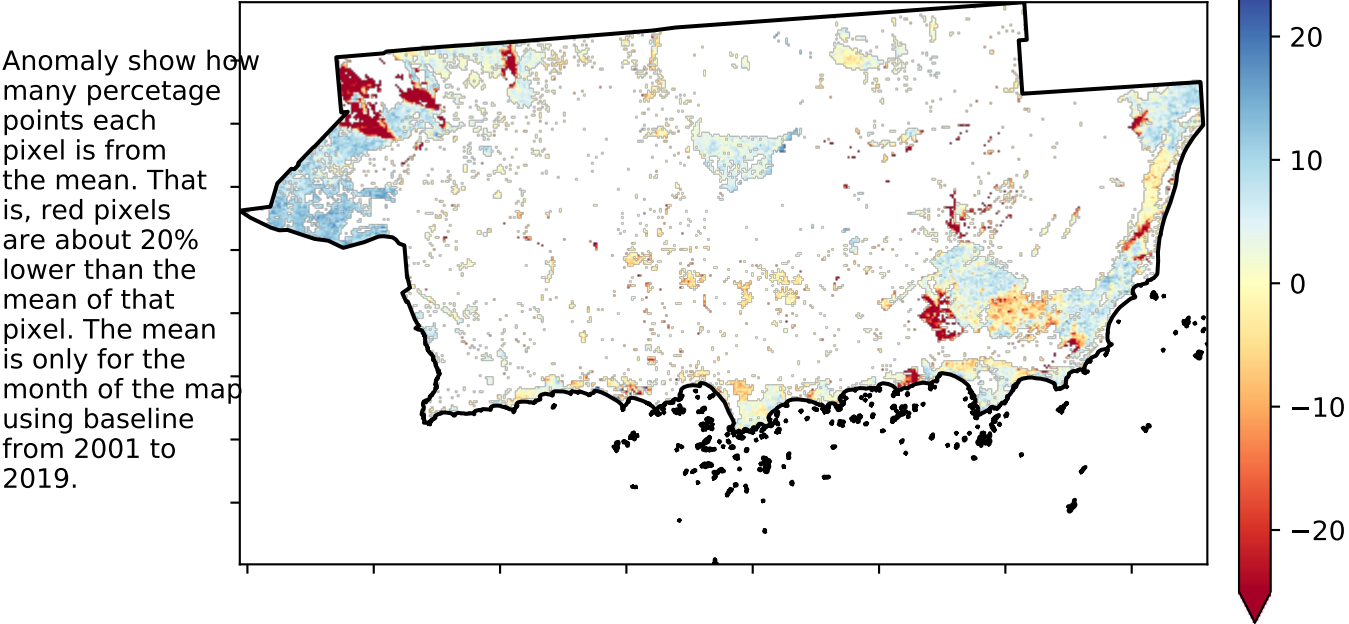 Anomaly show how
many percetage
points each
pixel is from
the mean. That
is, red pixels
are about 20%
lower than the
mean of that
pixel. The mean
is only for the
month of the map
using baseline
from 2001 to
2019.
20
10
0
−10
−20